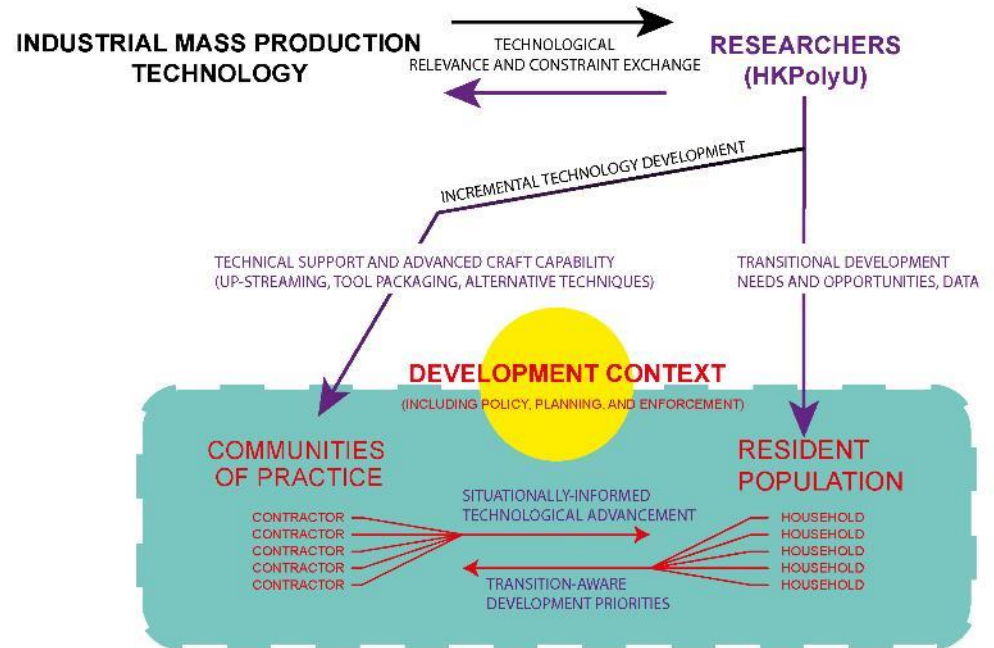 INDUSTRIAL MASS PRODUCTION
TECHNOLOGY
TECHNOLOGICAL
RELEVANCE AND CONSTRAINT EXCHANGE
RESEARCHERS
(HKPolyU)
INCREMENTAL TECHNOLOGY DEVELOPMENT
TECHNICAL SUPPORT AND ADVANCED CRAFT CAPABILITY
(UP-STREAMING, TOOL PACKAGING, ALTERNATIVE TECHNIQUES)
TRANSITIONAL DEVELOPMENT
NEEDS AND OPPORTUNITIES, DATA
DEVELOPMENT CONTEXT
(INCLUDING POLICY, PLANNING, AND ENFORCEMENT)
COMMUNITIES
OF PRACTICE
CONTRACTOR
CONTRACTOR
CONTRACTOR
CONTRACTOR
CONTRACTOR
SITUATIONALLY-INFORMED
TECHNOLOGICAL ADVANCEMENT
TRANSITION-AWARE
DEVELOPMENT PRIORITIES
RESIDENT
POPULATION
HOUSEHOLD
HOUSEHOLD
HOUSEHOLD
HOUSEHOLD
HOUSEHOLD